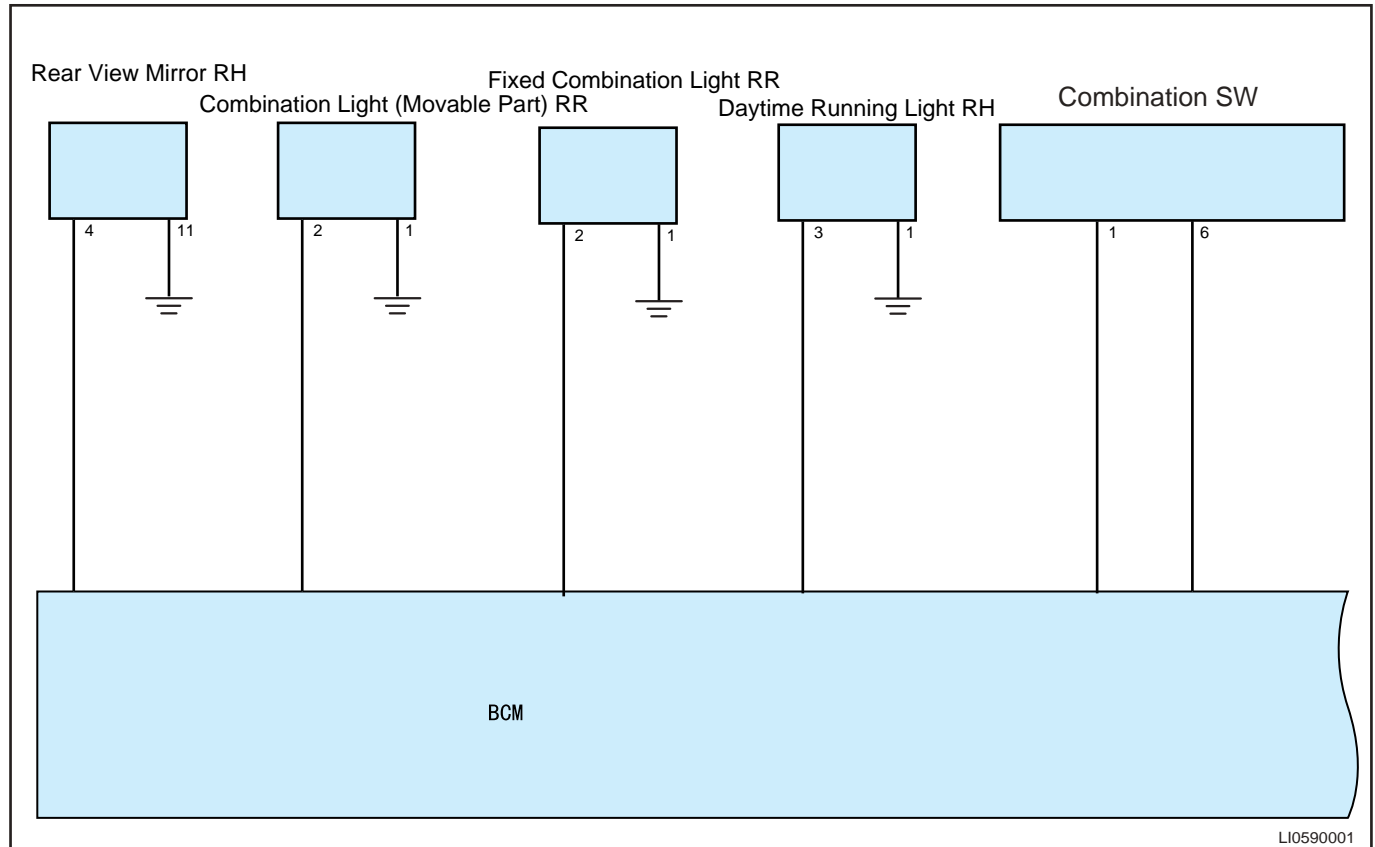 Rear View Mirror RH
Combination Light (Movable Part) RR
Fixed Combination Light RR
Daytime Running Light RH
Combination SW
4
11
2
1
2
1
3
1
1
6
BCM
LI0590001